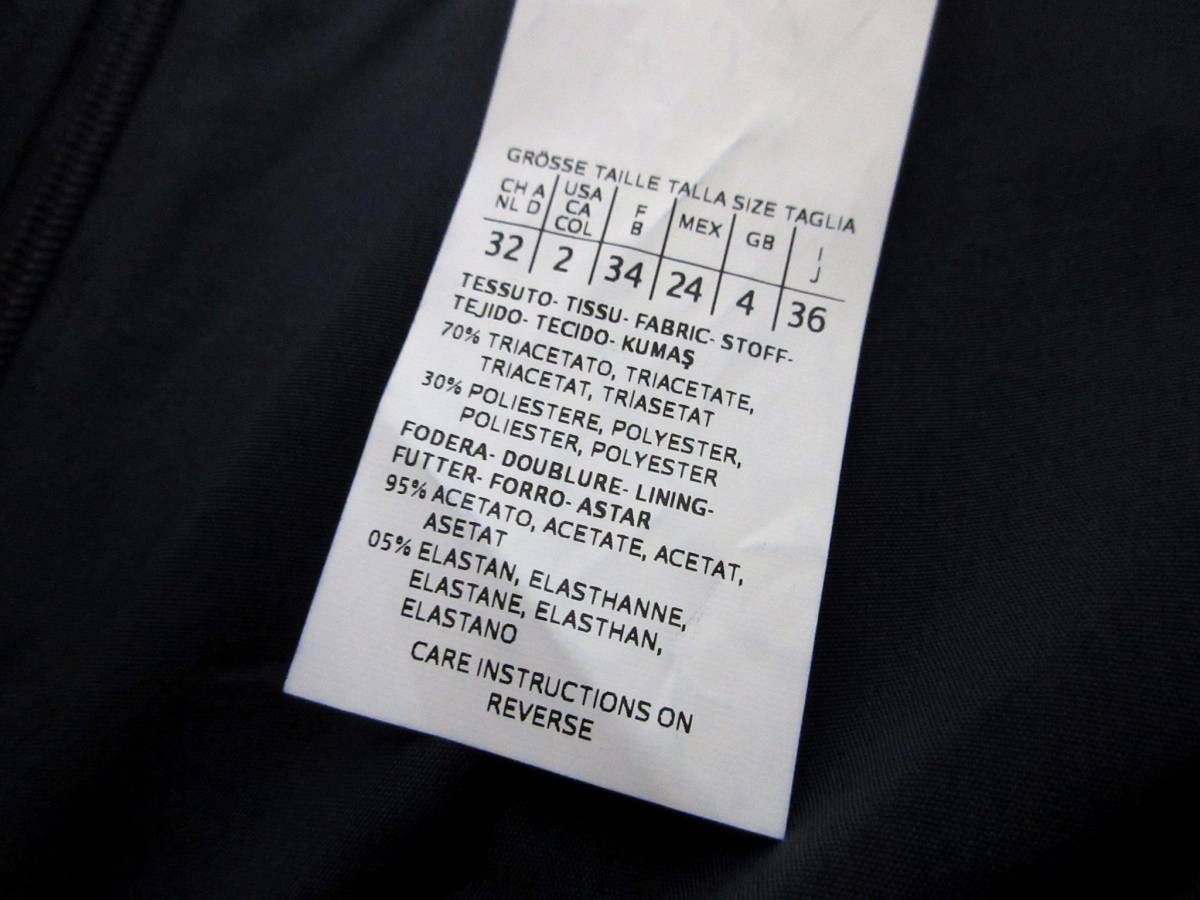 GRÖSSE TAILLE TALLA SIZE TAGLIA
CH A USA F MEX GB I
NL D CA B J
COL
32 2 34 24 4 36
TESSUTO- TISSU- FABRIC- STOFF-
TEJIDO- TECIDO- KUMAŞ
70% TRIACETATO, TRIACETATE,
TRIACETAT, TRIASETAT
30% POLIESTERE, POLYESTER,
POLIESTER, POLYESTER
FODERA- DOUBLURE- LINING-
FUTTER- FORRO- ASTAR
95% ACETATO, ACETATE, ACETAT,
ASETAT
05% ELASTAN, ELASTHANNE,
ELASTANE, ELASTHAN,
ELASTANO
CARE INSTRUCTIONS ON
REVERSE